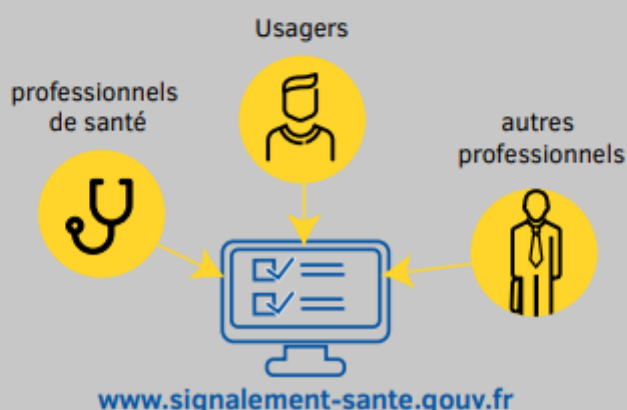 Usagers
professionnels
de santé
autres
professionnels
www.signalement-sante.gouv.fr